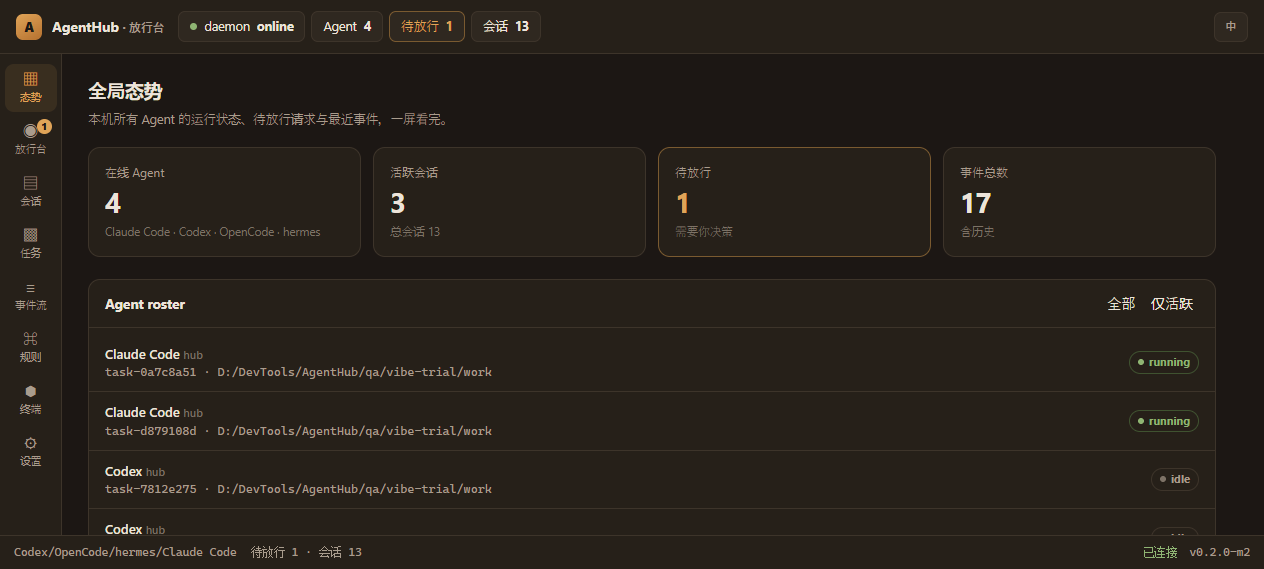 A AgentHub · 放行台 daemon online Agent 4 待放行 1 会话 13 中
态势
1
放行台
会话
任务
事件流
规则
终端
设置
全局态势
本机所有 Agent 的运行状态、待放行请求与最近事件，一屏看完。
在线 Agent
4
Claude Code · Codex · OpenCode · hermes
活跃会话
3
总会话 13
待放行
1
需要你决策
事件总数
17
含历史
Agent roster 全部 仅活跃
Claude Code hub
task-0a7c8a51 · D:/DevTools/AgentHub/qa/vibe-trial/work
running
Claude Code hub
task-d879108d · D:/DevTools/AgentHub/qa/vibe-trial/work
running
Codex hub
task-7812e275 · D:/DevTools/AgentHub/qa/vibe-trial/work
idle
Codex hub
Codex/OpenCode/hermes/Claude Code 待放行 1 · 会话 13 已连接 v0.2.0-m2